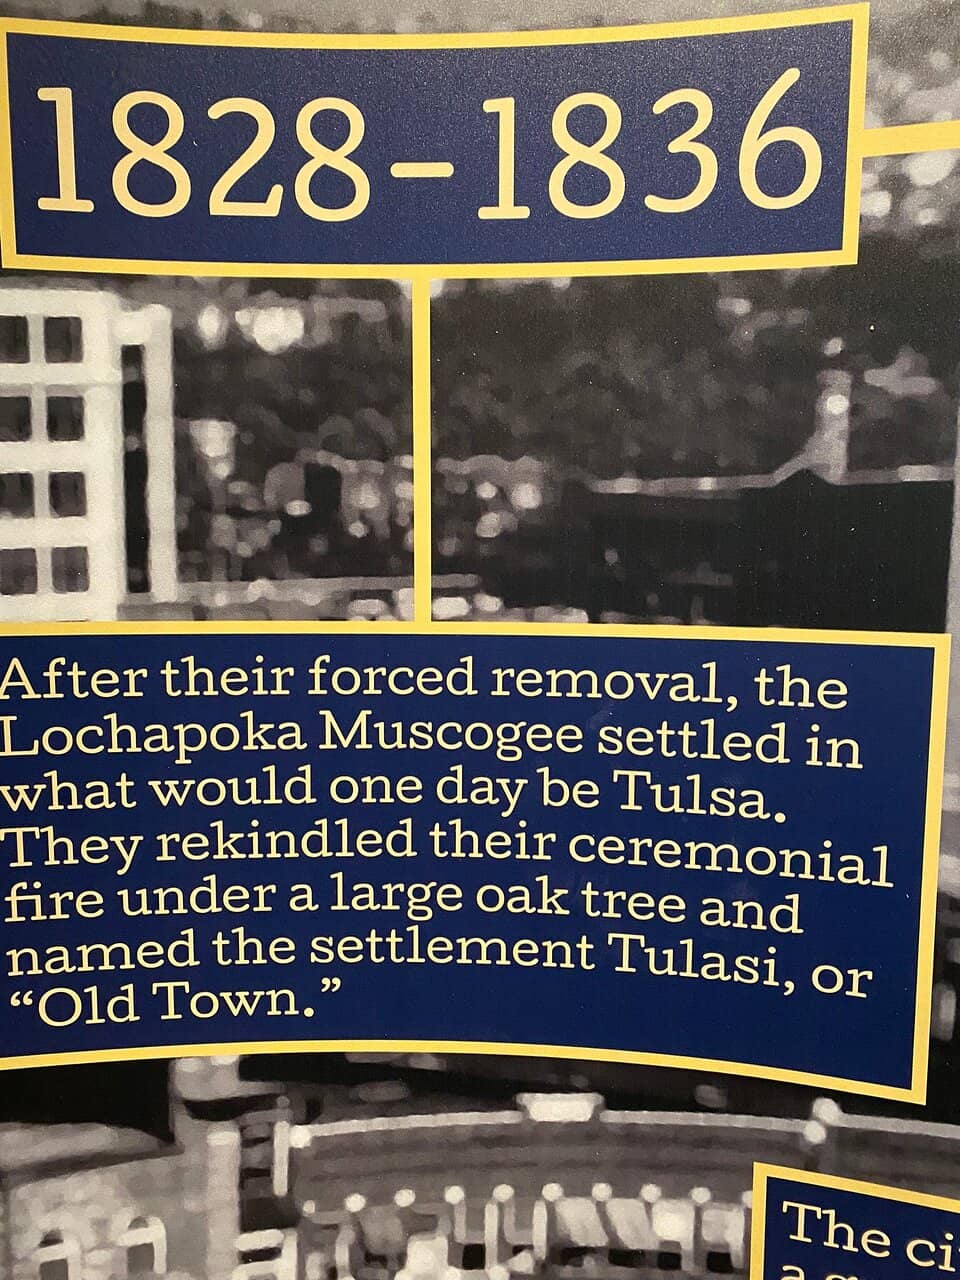 1828–1836
After their forced removal, the
Lochapoka Muscogee settled in
what would one day be Tulsa.
They rekindled their ceremonial
fire under a large oak tree and
named the settlement Tulasi, or
“Old Town.”
The